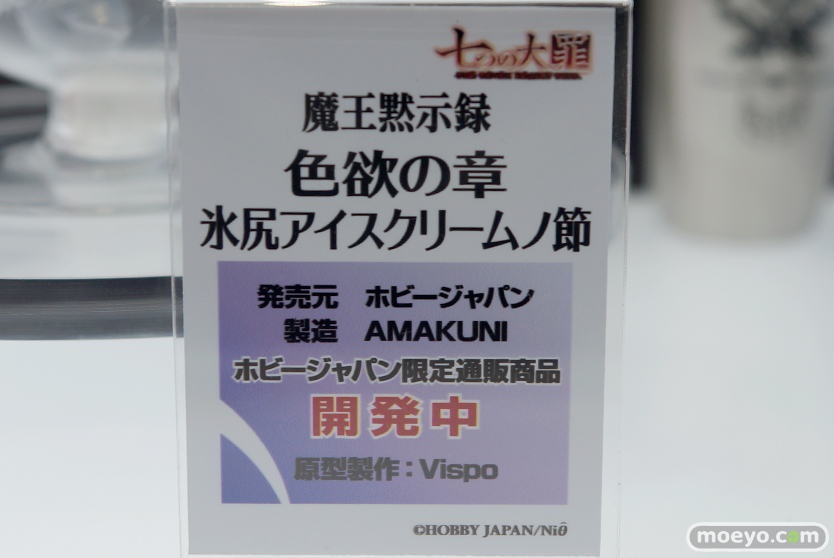 七つの大罪
魔王黙示録
色欲の章
氷尻アイスクリームノ節
発売元　ホビージャパン
製造　AMAKUNI
ホビージャパン限定通販商品
開発中
原型製作：Vispo
©HOBBY JAPAN/Niθ
moeyo.com